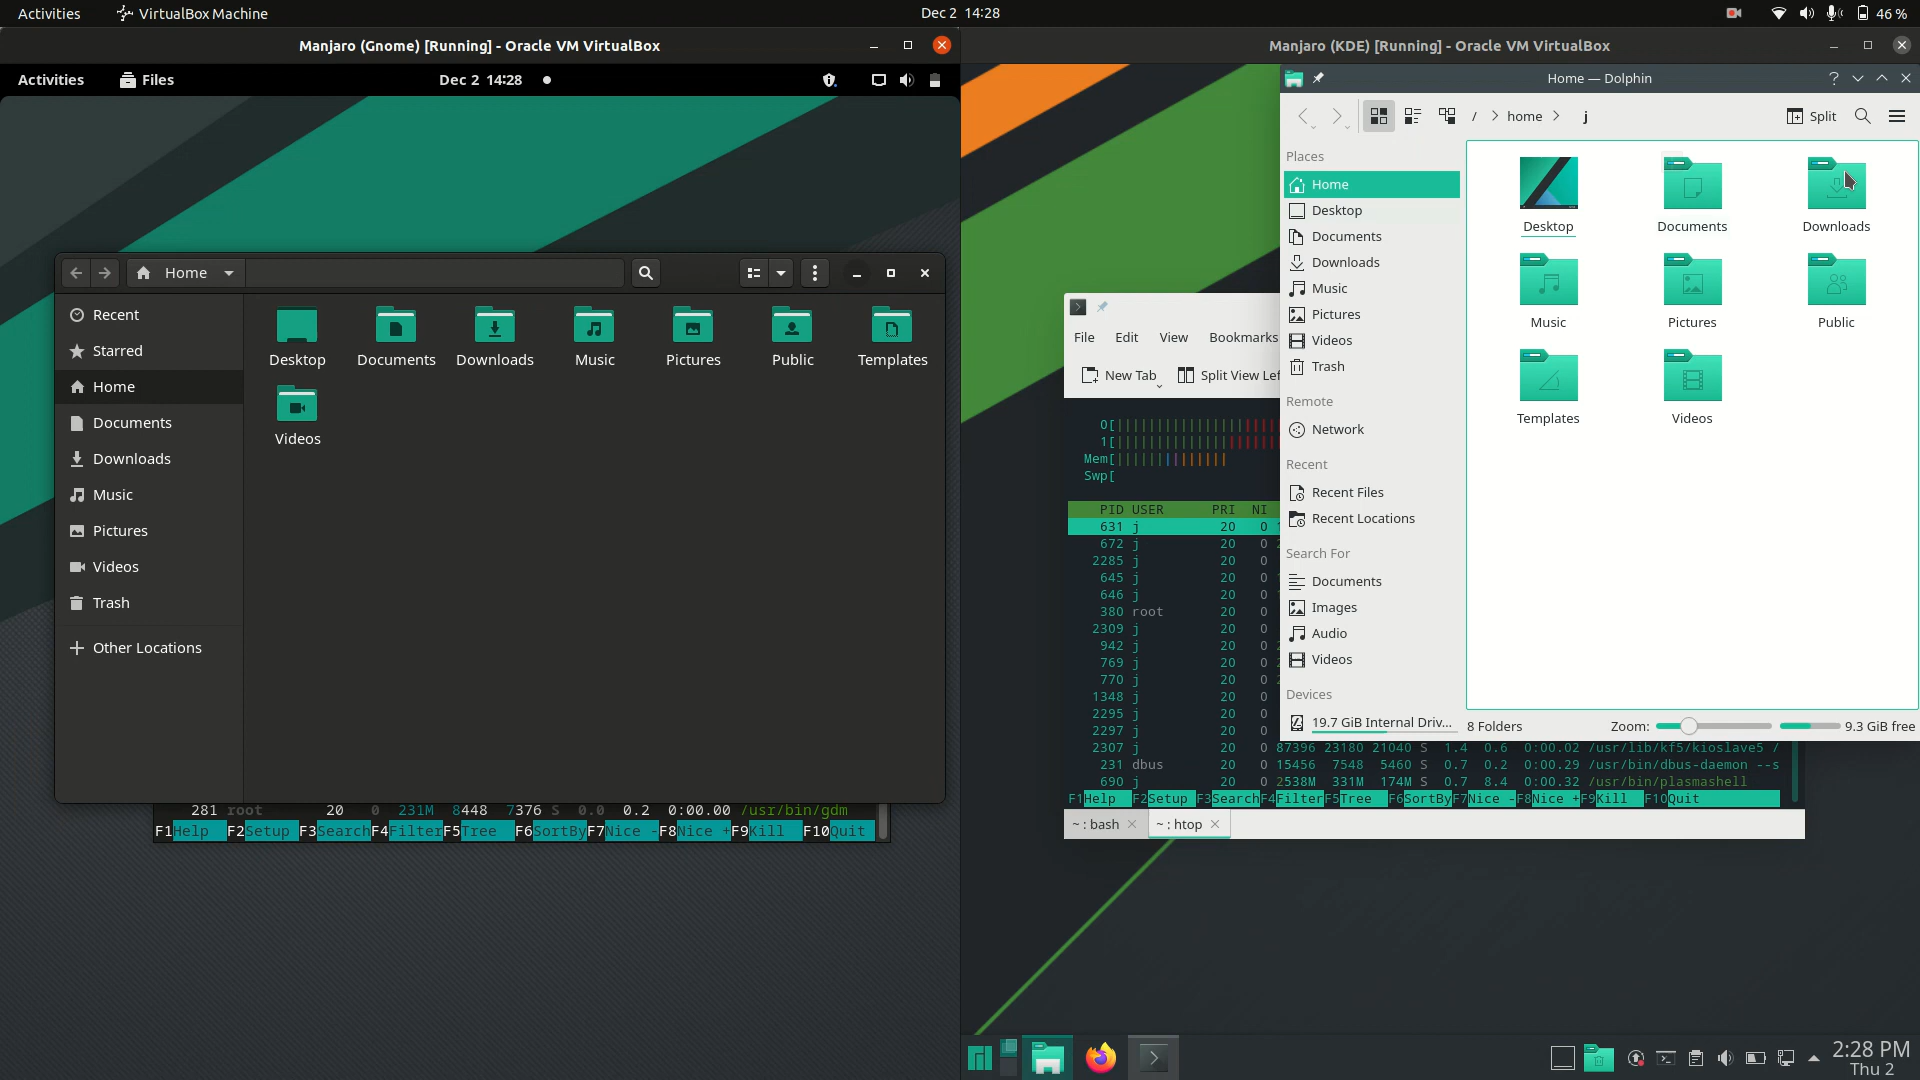 Activities
VirtualBox Machine
Dec 2 14:28
46 %
Manjaro (Gnome) [Running] - Oracle VM VirtualBox
Activities
Files
Dec 2 14:28
Home
Recent
Starred
Home
Documents
Downloads
Music
Pictures
Videos
Trash
Other Locations
Desktop
Documents
Downloads
Music
Pictures
Public
Templates
Videos
281 root 20 0 231M 8448 7376 S 0.0 0.2 0:00.00 /usr/bin/gdm
F1Help F2Setup F3SearchF4FilterF5Tree F6SortByF7Nice -F8Nice +F9Kill F10Quit
Manjaro (KDE) [Running] - Oracle VM VirtualBox
Home — Dolphin
/ > home > j
Split
Places
Home
Desktop
Documents
Downloads
Music
Pictures
Videos
Trash
Remote
Network
Recent
Recent Files
Recent Locations
Search For
Documents
Images
Audio
Videos
Devices
19.7 GiB Internal Driv...
Desktop
Documents
Downloads
Music
Pictures
Public
Templates
Videos
8 Folders
Zoom:
9.3 GiB free
File
Edit
View
Bookmarks
New Tab
Split View Lef
0[
1[
Mem[
Swp[
PID USER PRI NI
631 j 20 0
672 j 20 0
2285 j 20 0
645 j 20 0
646 j 20 0
380 root 20 0
2309 j 20 0
942 j 20 0
769 j 20 0
770 j 20 0
1348 j 20 0
2295 j 20 0
2297 j 20 0
2307 j 20 0 87396 23180 21040 S 1.4 0.6 0:00.02 /usr/lib/kf5/kioslave5 /
231 dbus 20 0 15456 7548 5460 S 0.7 0.2 0:00.29 /usr/bin/dbus-daemon --s
690 j 20 0 2538M 331M 174M S 0.7 8.4 0:00.32 /usr/bin/plasmashell
F1Help F2Setup F3SearchF4FilterF5Tree F6SortByF7Nice -F8Nice +F9Kill F10Quit
~ : bash
~ : htop
2:28 PM
Thu 2